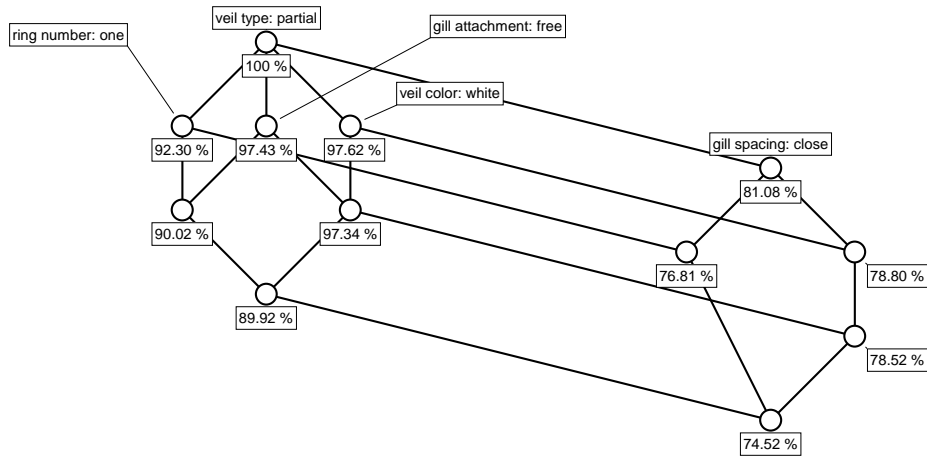 veil type: partial
ring number: one
gill attachment: free
100 %
veil color: white
92.30 %
97.43 %
97.62 %
gill spacing: close
81.08 %
90.02 %
97.34 %
76.81 %
78.80 %
89.92 %
78.52 %
74.52 %